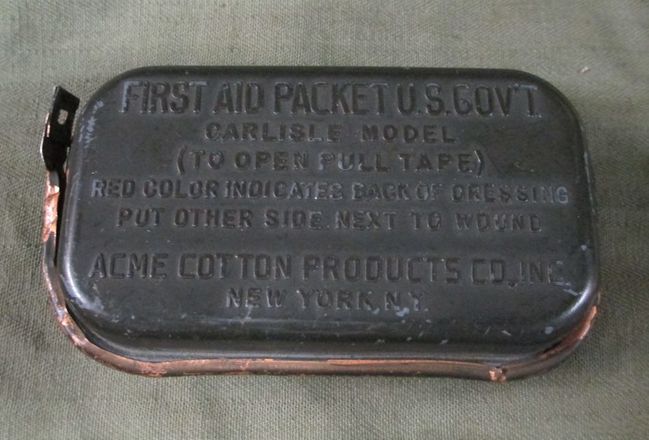 FIRST AID PACKET U.S. GOV'T.
CARLISLE MODEL
(TO OPEN PULL TAPE)
RED COLOR INDICATES BACK OF DRESSING
PUT OTHER SIDE NEXT TO WOUND
ACME COTTON PRODUCTS CO., INC.
NEW YORK, N.Y.